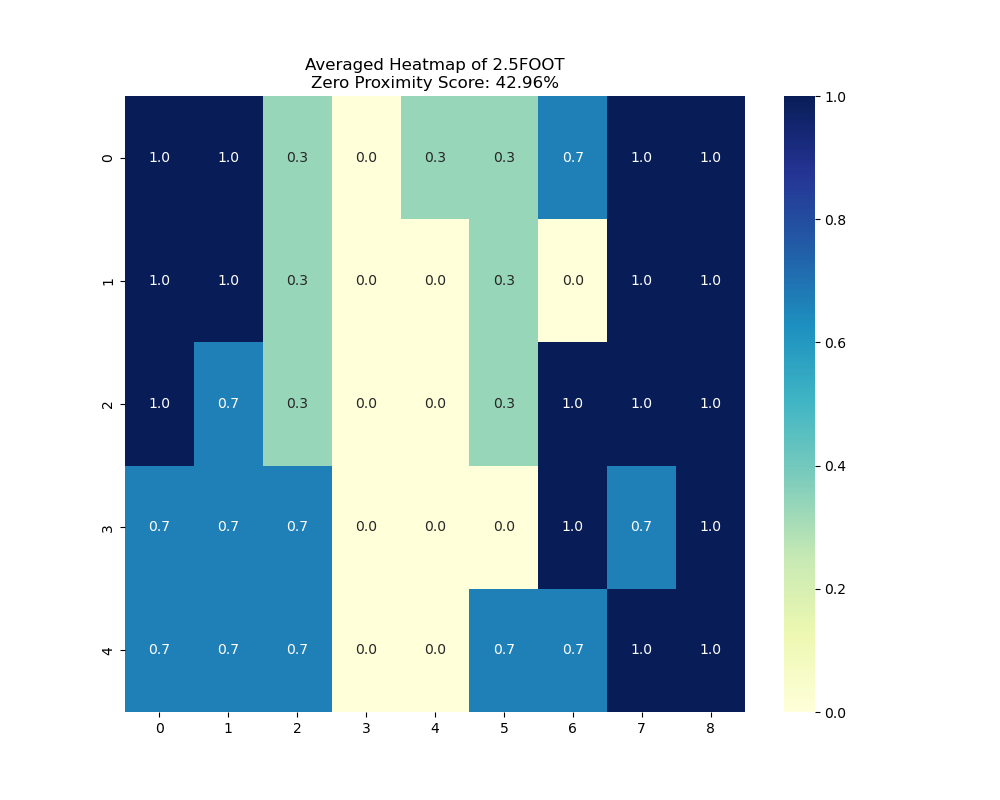 Averaged Heatmap of 2.5FOOT
Zero Proximity Score: 42.96%
0 1.0 1.0 0.3 0.0 0.3 0.3 0.7 1.0 1.0
1 1.0 1.0 0.3 0.0 0.0 0.3 0.0 1.0 1.0
2 1.0 0.7 0.3 0.0 0.0 0.3 1.0 1.0 1.0
3 0.7 0.7 0.7 0.0 0.0 0.0 1.0 0.7 1.0
4 0.7 0.7 0.7 0.0 0.0 0.7 0.7 1.0 1.0
0 1 2 3 4 5 6 7 8
1.0
0.8
0.6
0.4
0.2
0.0